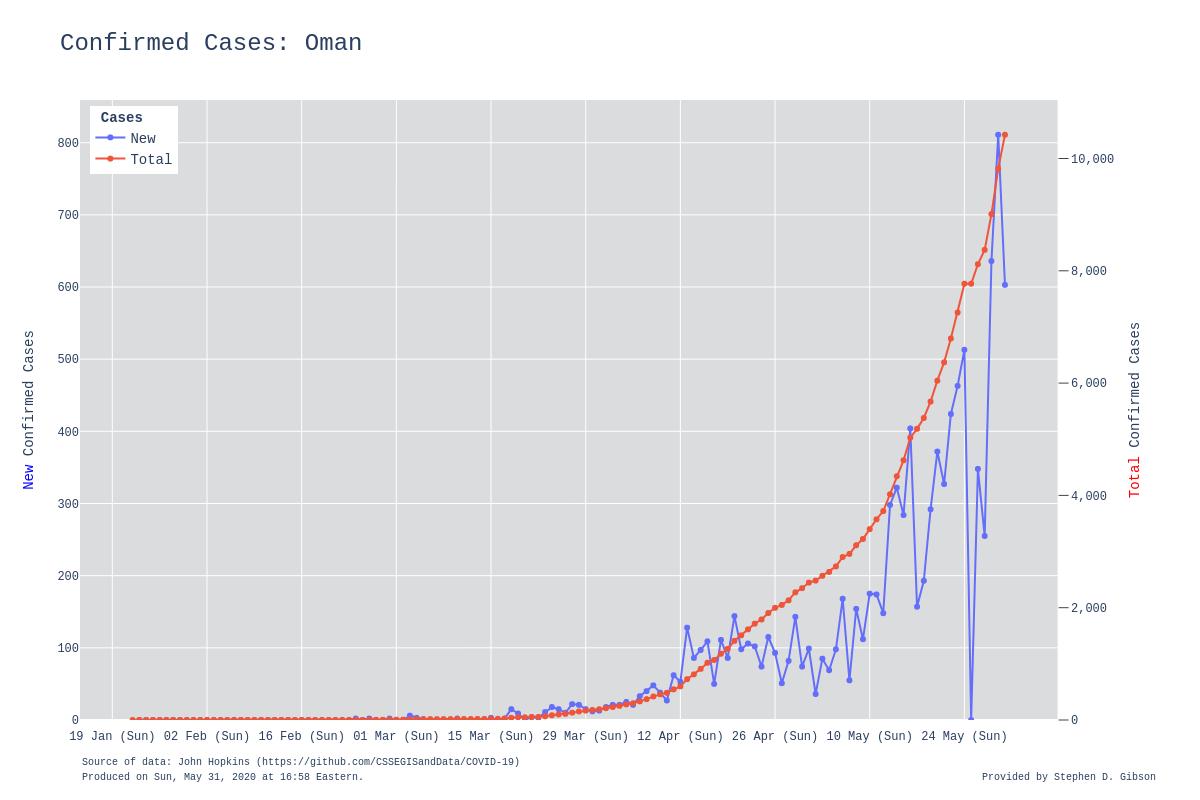 Confirmed Cases: Oman
Cases
New
Total
800
700
600
500
400
300
200
100
0
10,000
8,000
6,000
4,000
2,000
0
New Confirmed Cases
Total Confirmed Cases
19 Jan (Sun) 02 Feb (Sun) 16 Feb (Sun) 01 Mar (Sun) 15 Mar (Sun) 29 Mar (Sun) 12 Apr (Sun) 26 Apr (Sun) 10 May (Sun) 24 May (Sun)
Source of data: John Hopkins (https://github.com/CSSEGISandData/COVID-19)
Produced on Sun, May 31, 2020 at 16:58 Eastern.
Provided by Stephen D. Gibson